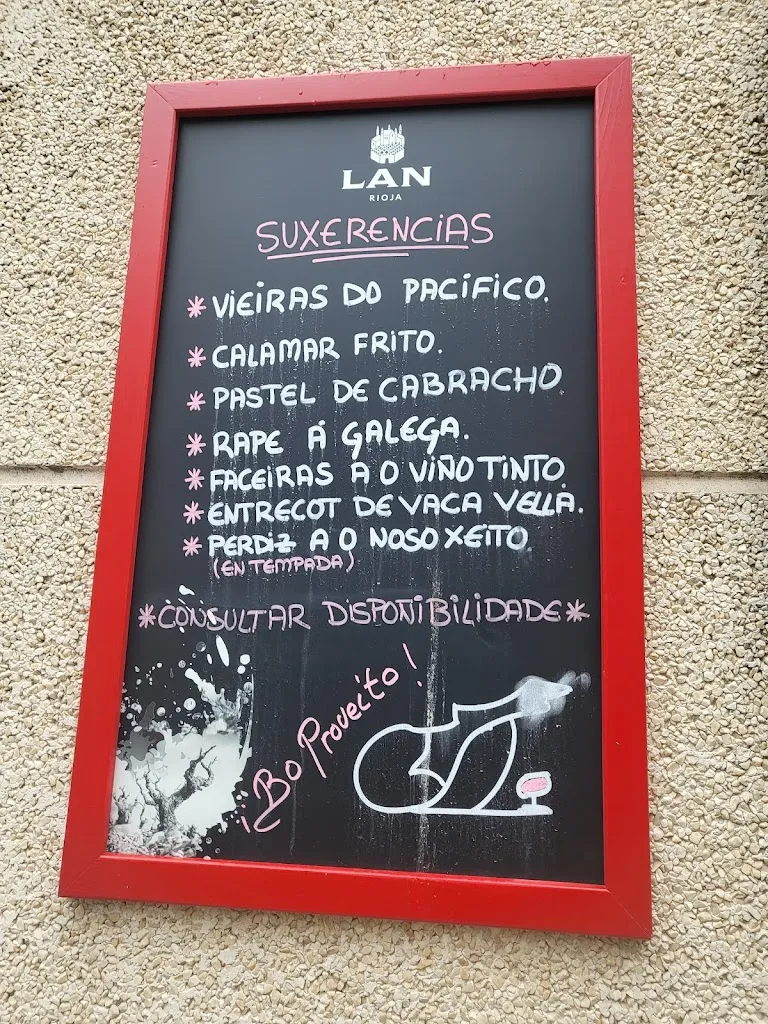 LAN
RIOJA
SUXERENCIAS
* VIEIRAS DO PACÍFICO.
* CALAMAR FRITO.
* PASTEL DE CABRACHO.
* RAPE Á GALEGA.
* FACEIRAS A O VIÑO TINTO.
* ENTRECOT DE VACA VELLA.
* PERDIZ A O NOSO XEITO.
(EN TEMPADA)
*CONSULTAR DISPONIBILIDADE*
¡Bo Proveito!